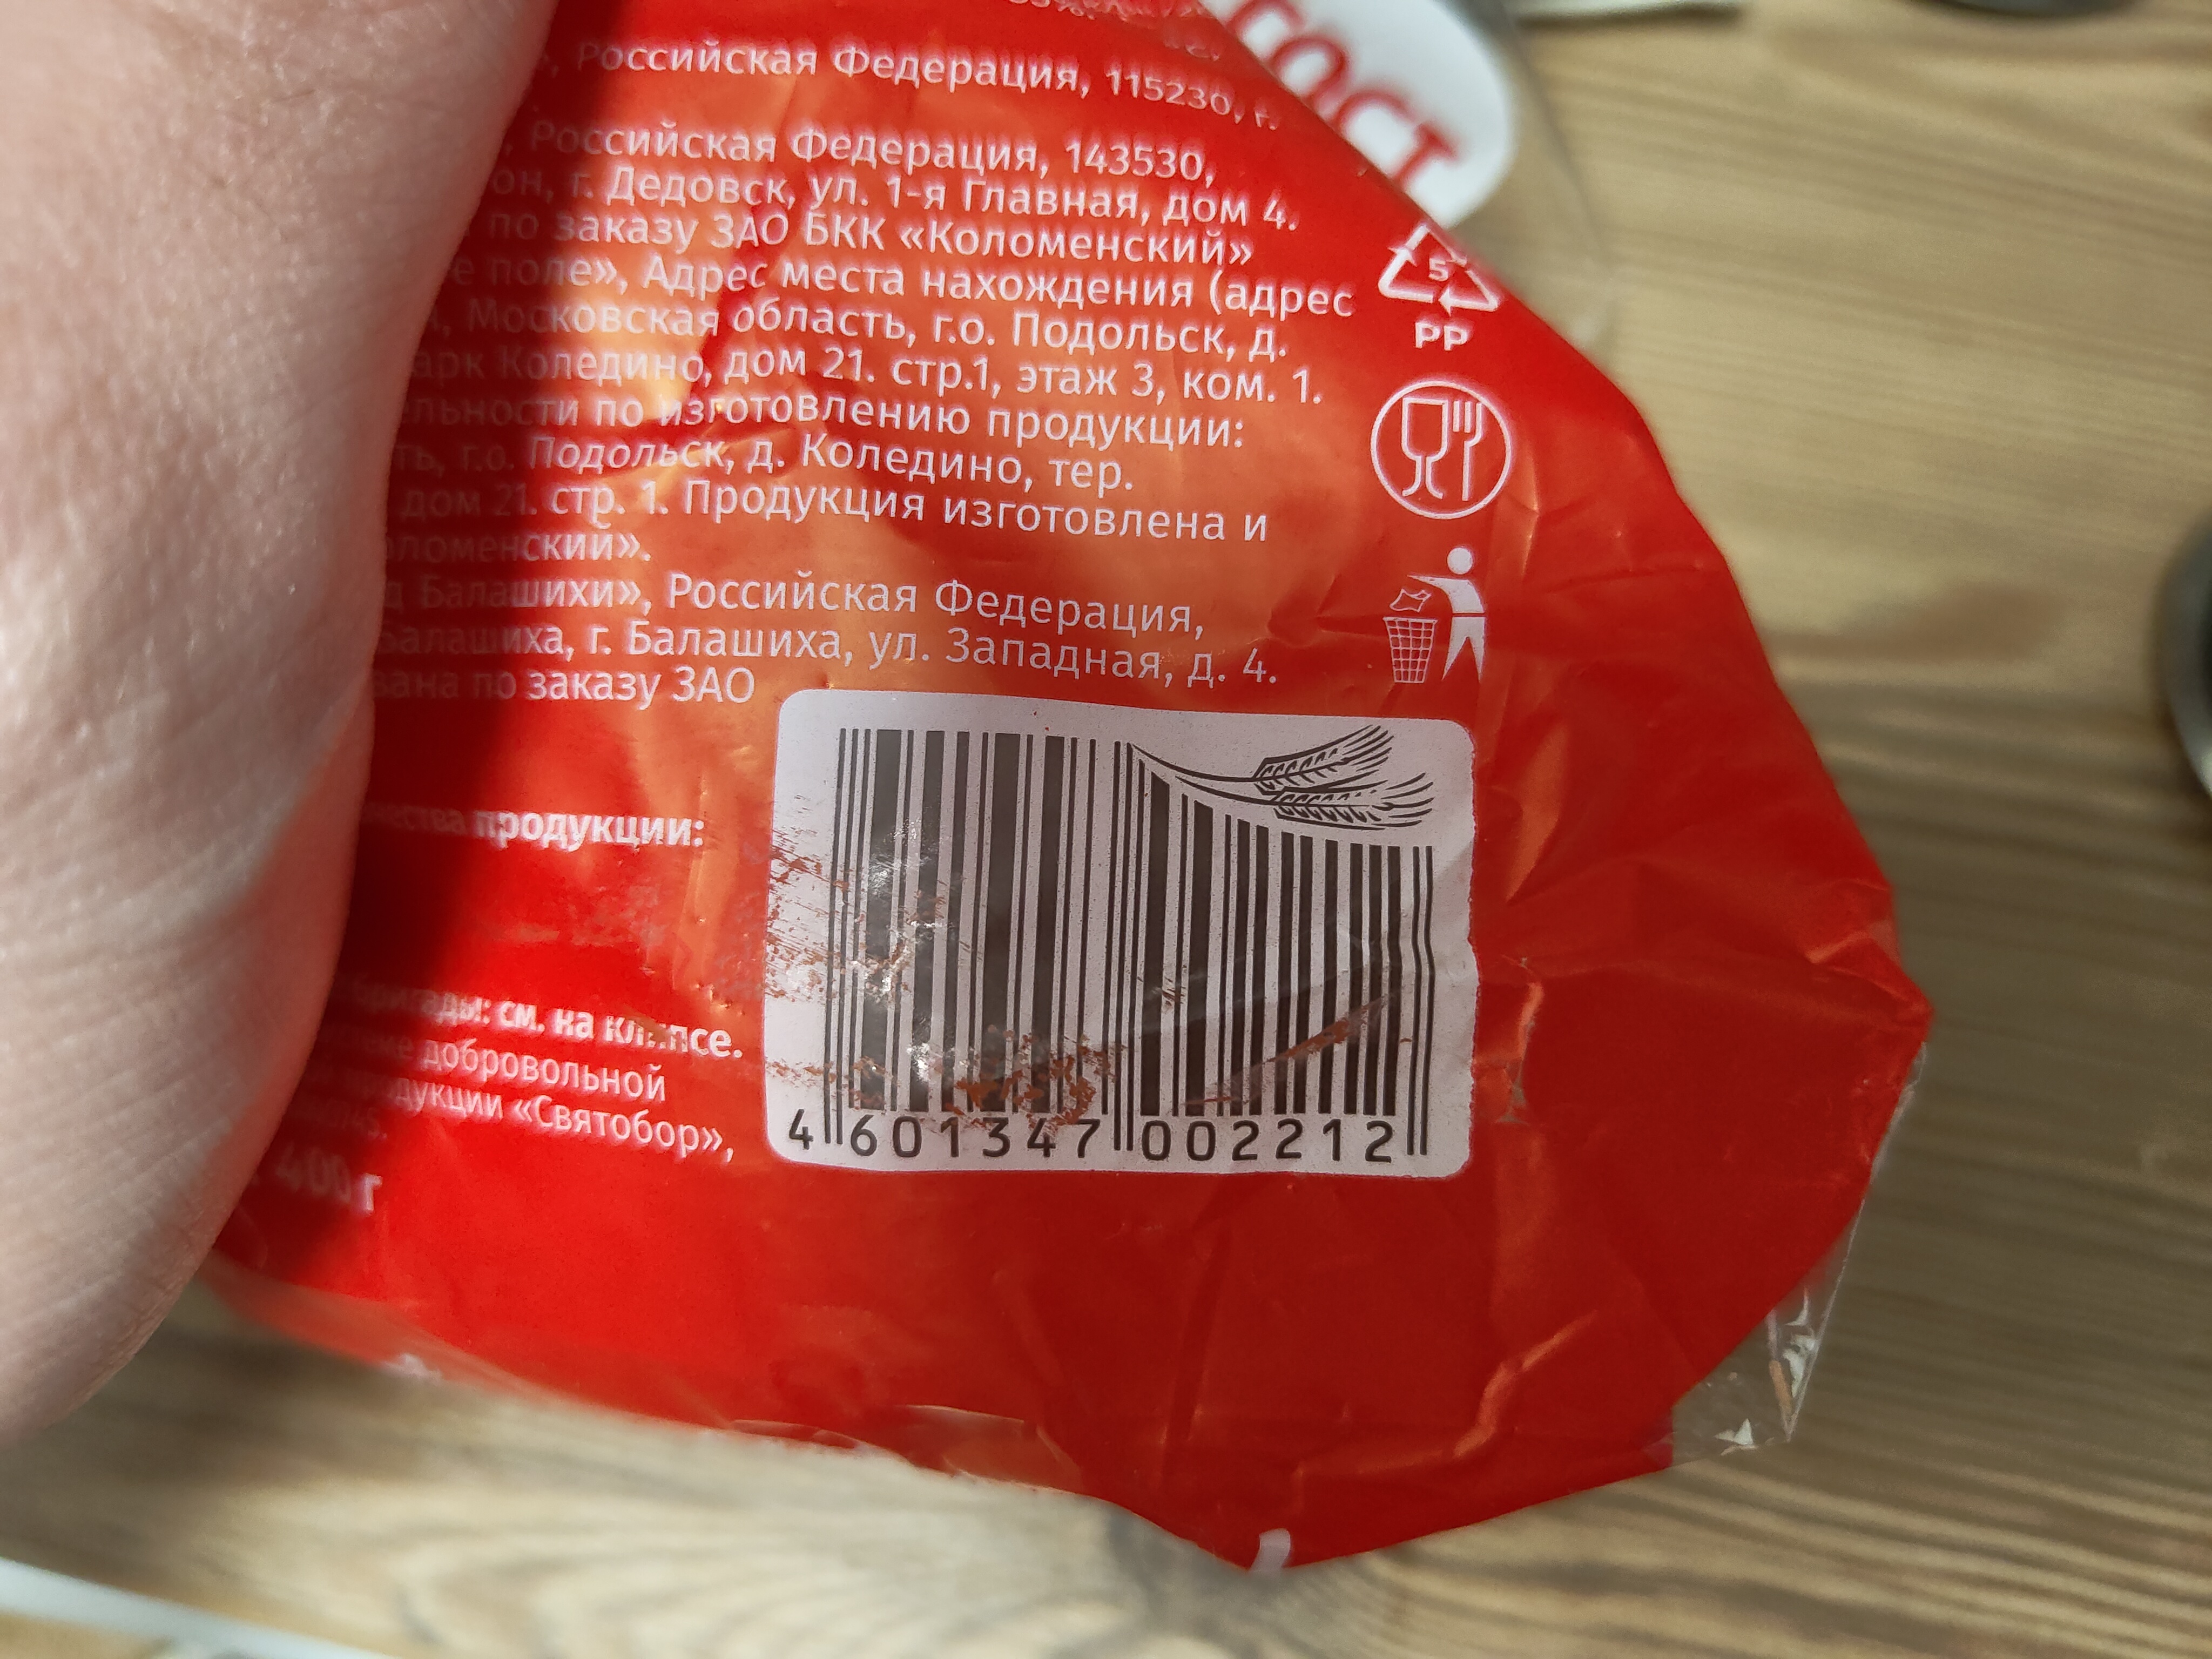 ГОСТ
Российская Федерация, 115230, г.
Российская Федерация, 143530,
г. Дедовск, ул. 1-я Главная, дом 4.
по заказу ЗАО БКК «Коломенский»
поле», Адрес места нахождения (адрес
Московская область, г.о. Подольск, д.
Коледино, дом 21. стр.1, этаж 3, ком. 1.
по изготовлению продукции:
г.о. Подольск, д. Коледино, тер.
дом 21. стр. 1. Продукция изготовлена и
Балашихи», Российская Федерация,
Балашиха, г. Балашиха, ул. Западная, д. 4.
по заказу ЗАО
5
PP
продукции:
см. на клипсе.
добровольной
«Святобор»,
400 г
4 601347 002212